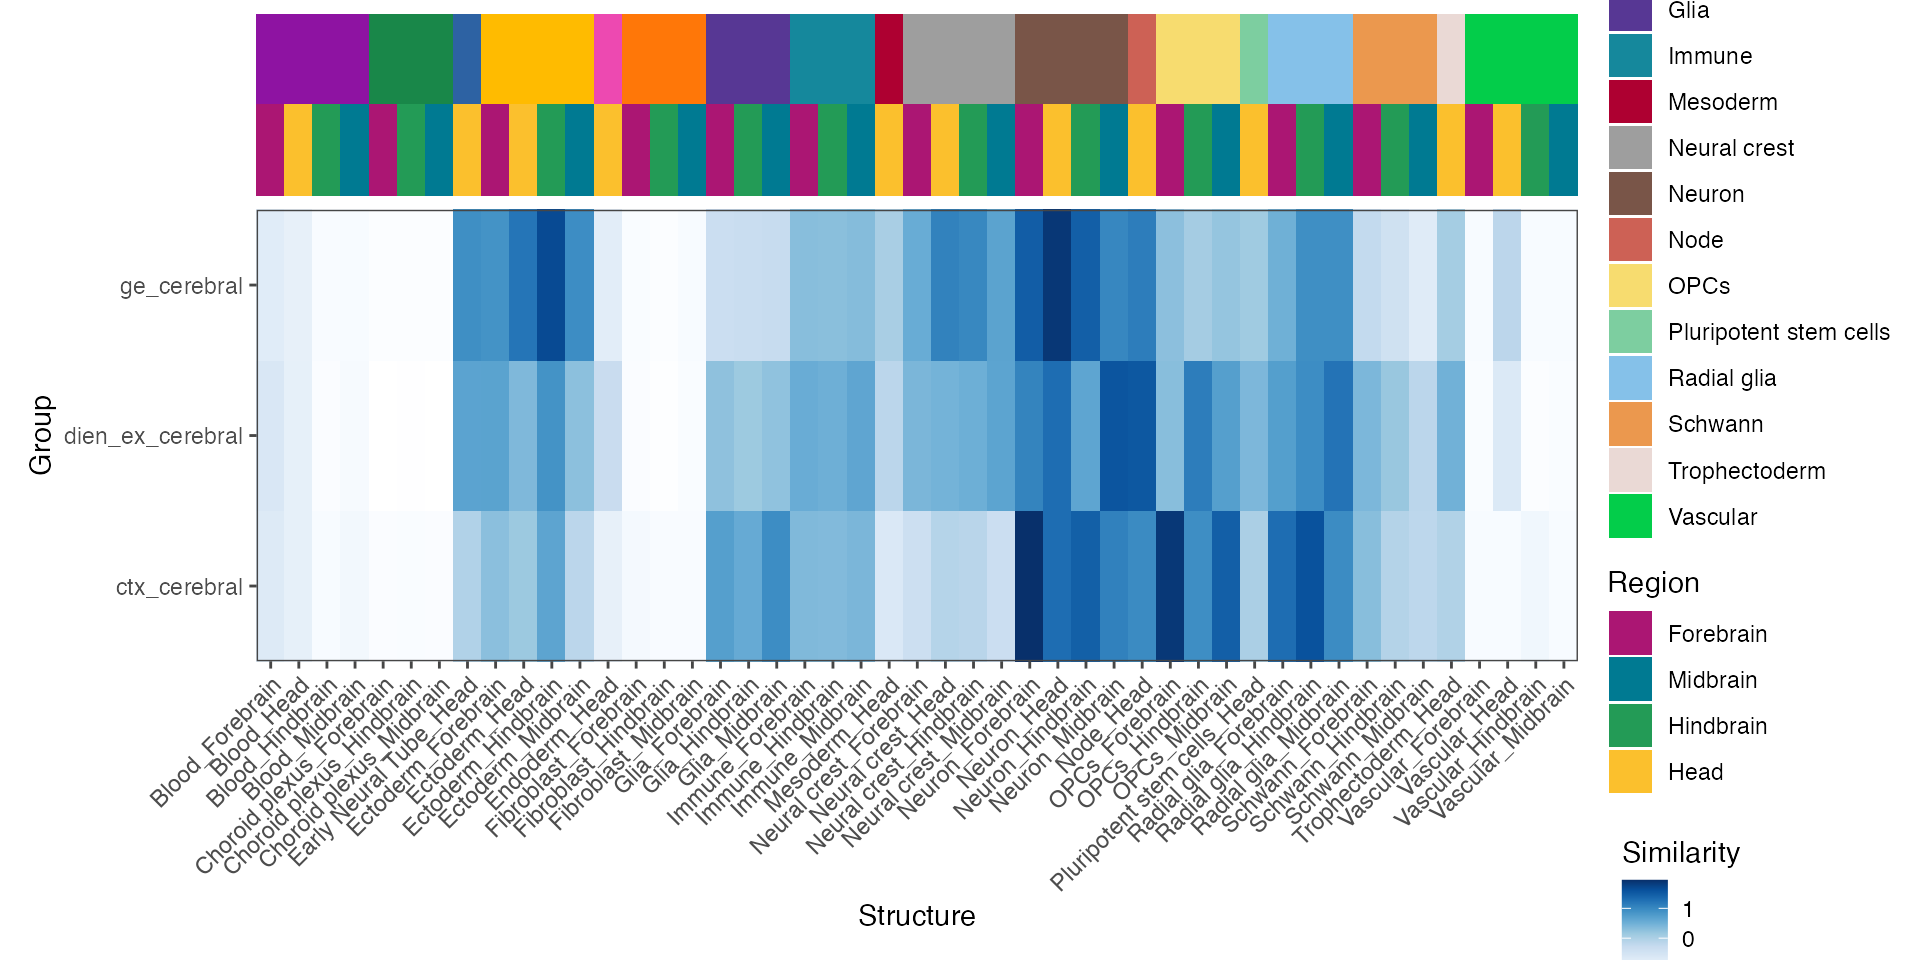 Glia
Immune
Mesoderm
Neural crest
Neuron
Node
OPCs
Pluripotent stem cells
Radial glia
Schwann
Trophectoderm
Vascular
Region
Forebrain
Midbrain
Hindbrain
Head
Similarity
1
0
Group
ge_cerebral
dien_ex_cerebral
ctx_cerebral
Blood_Forebrain
Blood_Head
Blood_Hindbrain
Blood_Midbrain
Choroid plexus_Forebrain
Choroid plexus_Hindbrain
Choroid plexus_Midbrain
Early Neural Tube_Head
Ectoderm_Forebrain
Ectoderm_Head
Ectoderm_Hindbrain
Ectoderm_Midbrain
Endoderm_Head
Fibroblast_Forebrain
Fibroblast_Hindbrain
Fibroblast_Midbrain
Glia_Forebrain
Glia_Hindbrain
Glia_Midbrain
Immune_Forebrain
Immune_Hindbrain
Immune_Midbrain
Mesoderm_Head
Neural crest_Forebrain
Neural crest_Head
Neural crest_Hindbrain
Neural crest_Midbrain
Neuron_Forebrain
Neuron_Head
Neuron_Hindbrain
Neuron_Midbrain
Node_Head
OPCs_Forebrain
OPCs_Hindbrain
OPCs_Midbrain
Pluripotent stem cells_Head
Radial glia_Forebrain
Radial glia_Hindbrain
Radial glia_Midbrain
Schwann_Forebrain
Schwann_Hindbrain
Schwann_Midbrain
Trophectoderm_Head
Vascular_Forebrain
Vascular_Head
Vascular_Hindbrain
Vascular_Midbrain
Structure